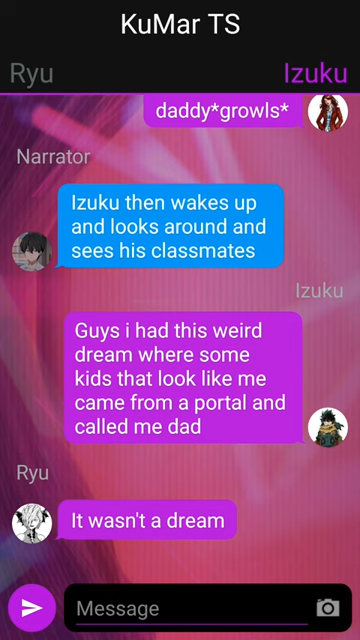 KuMar TS
Ryu
Izuku
daddy*growls*
Narrator
Izuku then wakes up
and looks around and
sees his classmates
Izuku
Guys i had this weird
dream where some
kids that look like me
came from a portal and
called me dad
Ryu
It wasn't a dream
Message